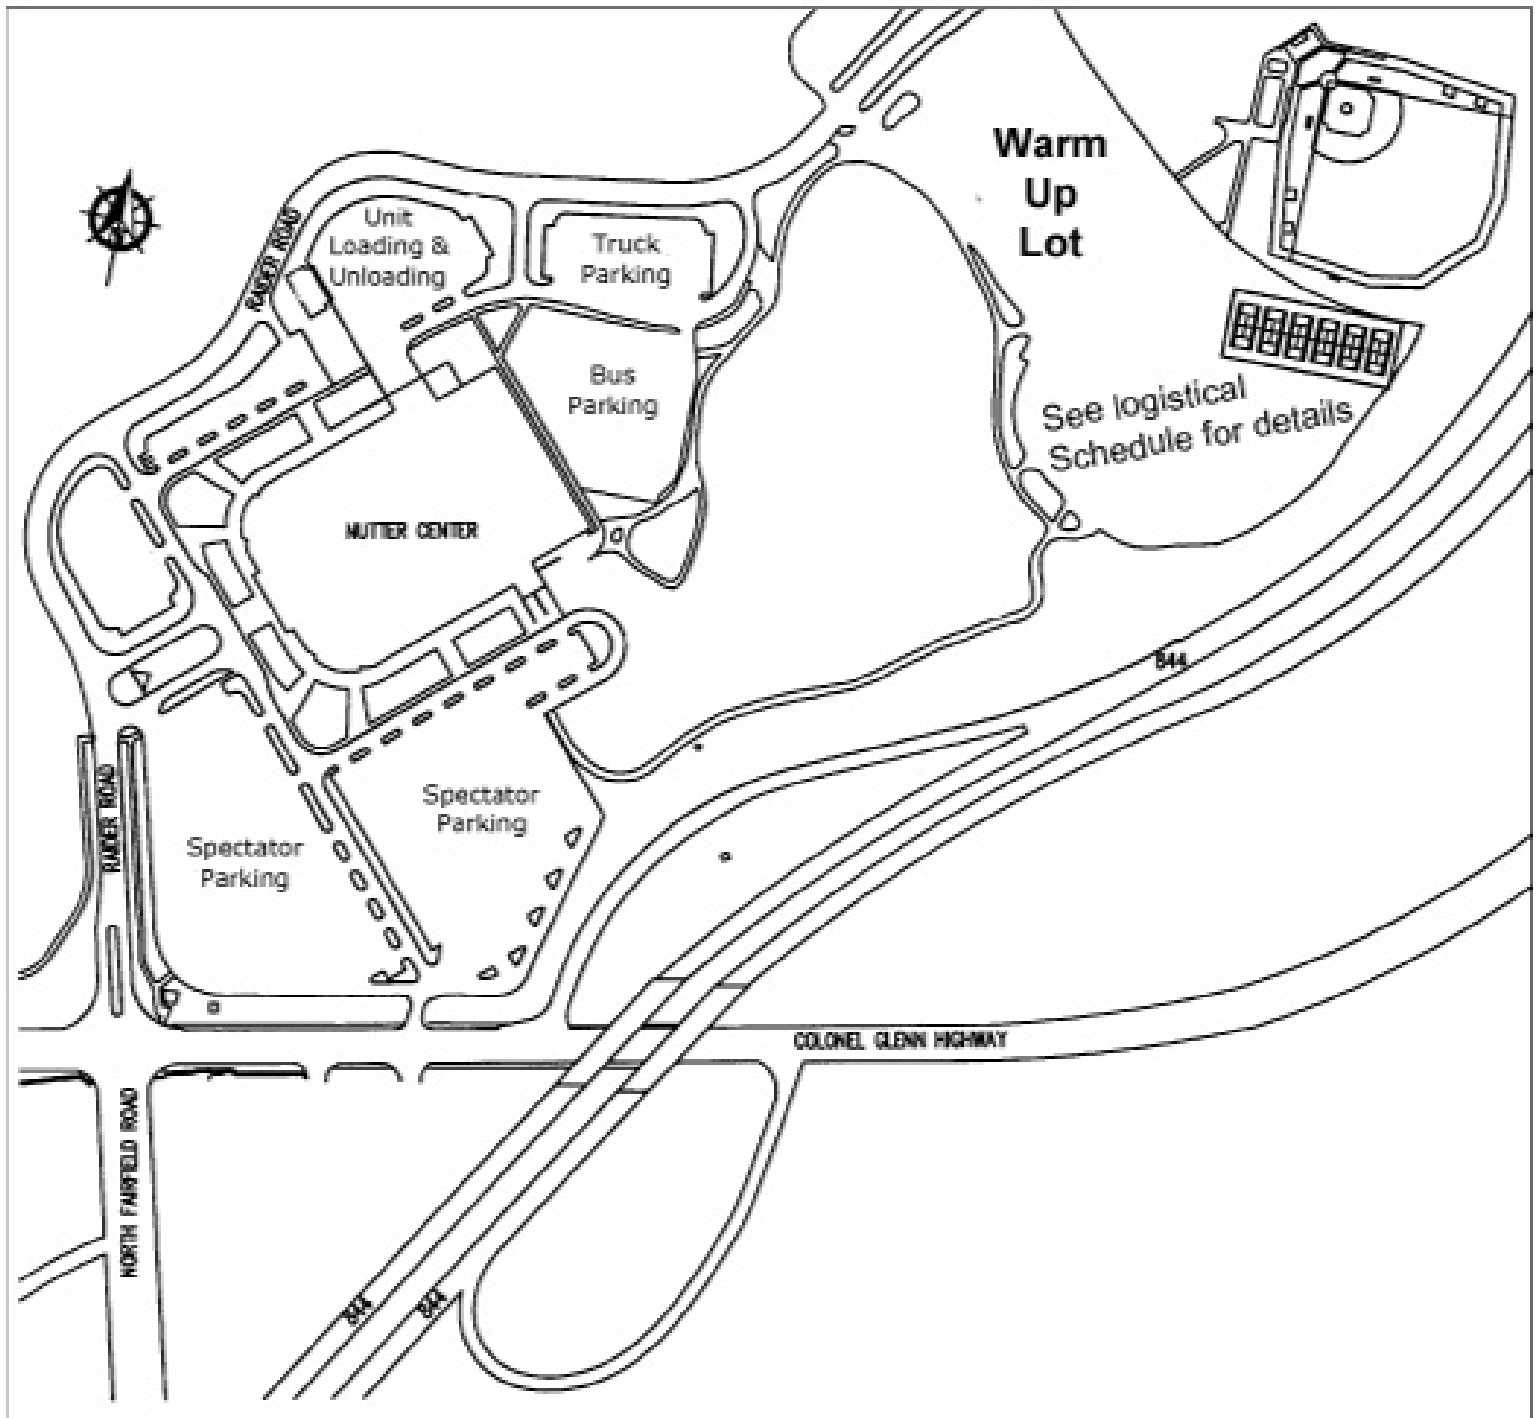 Warm
Up
Lot
RAIDER ROAD
Unit
Loading &
Unloading
Truck
Parking
Bus
Parking
See logistical
Schedule for details
NUTTER CENTER
844
RAIDER ROAD
Spectator
Parking
Spectator
Parking
COLONEL GLENN HIGHWAY
NORTH FAIRFIELD ROAD
844
844